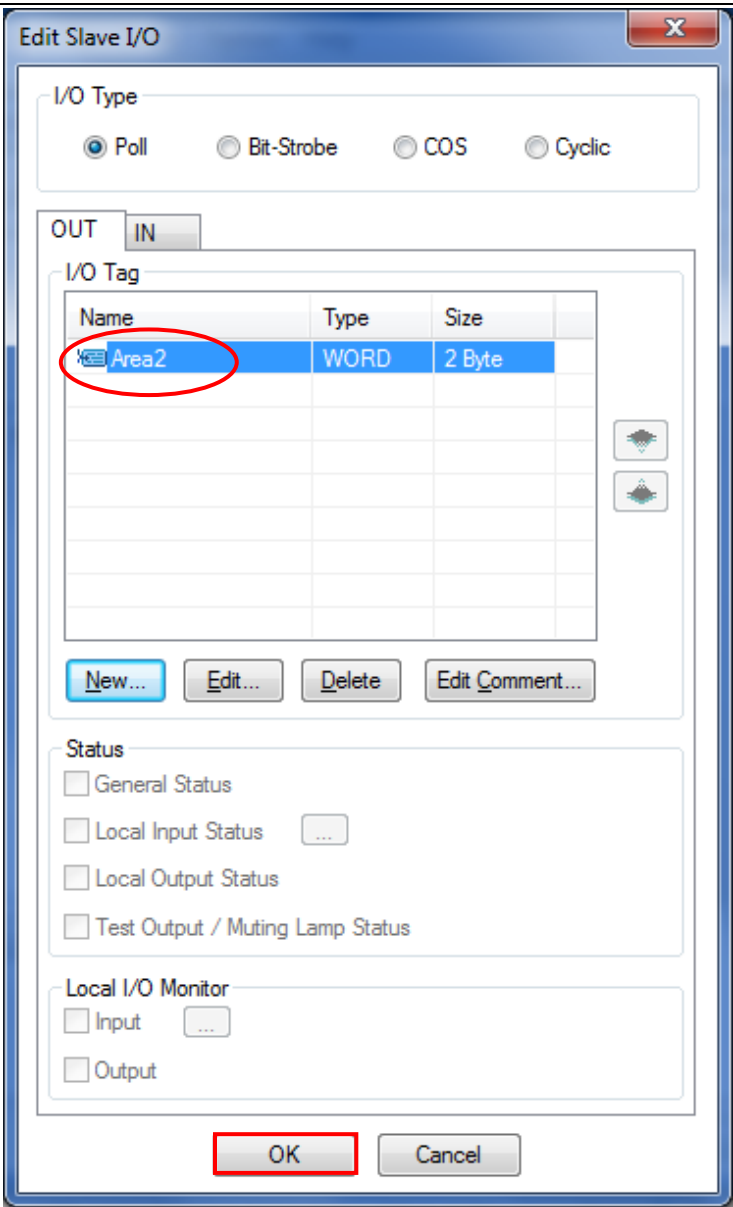 Edit Slave I/O
I/O Type
Poll Bit-Strobe COS Cyclic
OUT IN
I/O Tag
Name Type Size
Area2 WORD 2 Byte
New... Edit... Delete Edit Comment...
Status
General Status
Local Input Status ...
Local Output Status
Test Output / Muting Lamp Status
Local I/O Monitor
Input ...
Output
OK Cancel